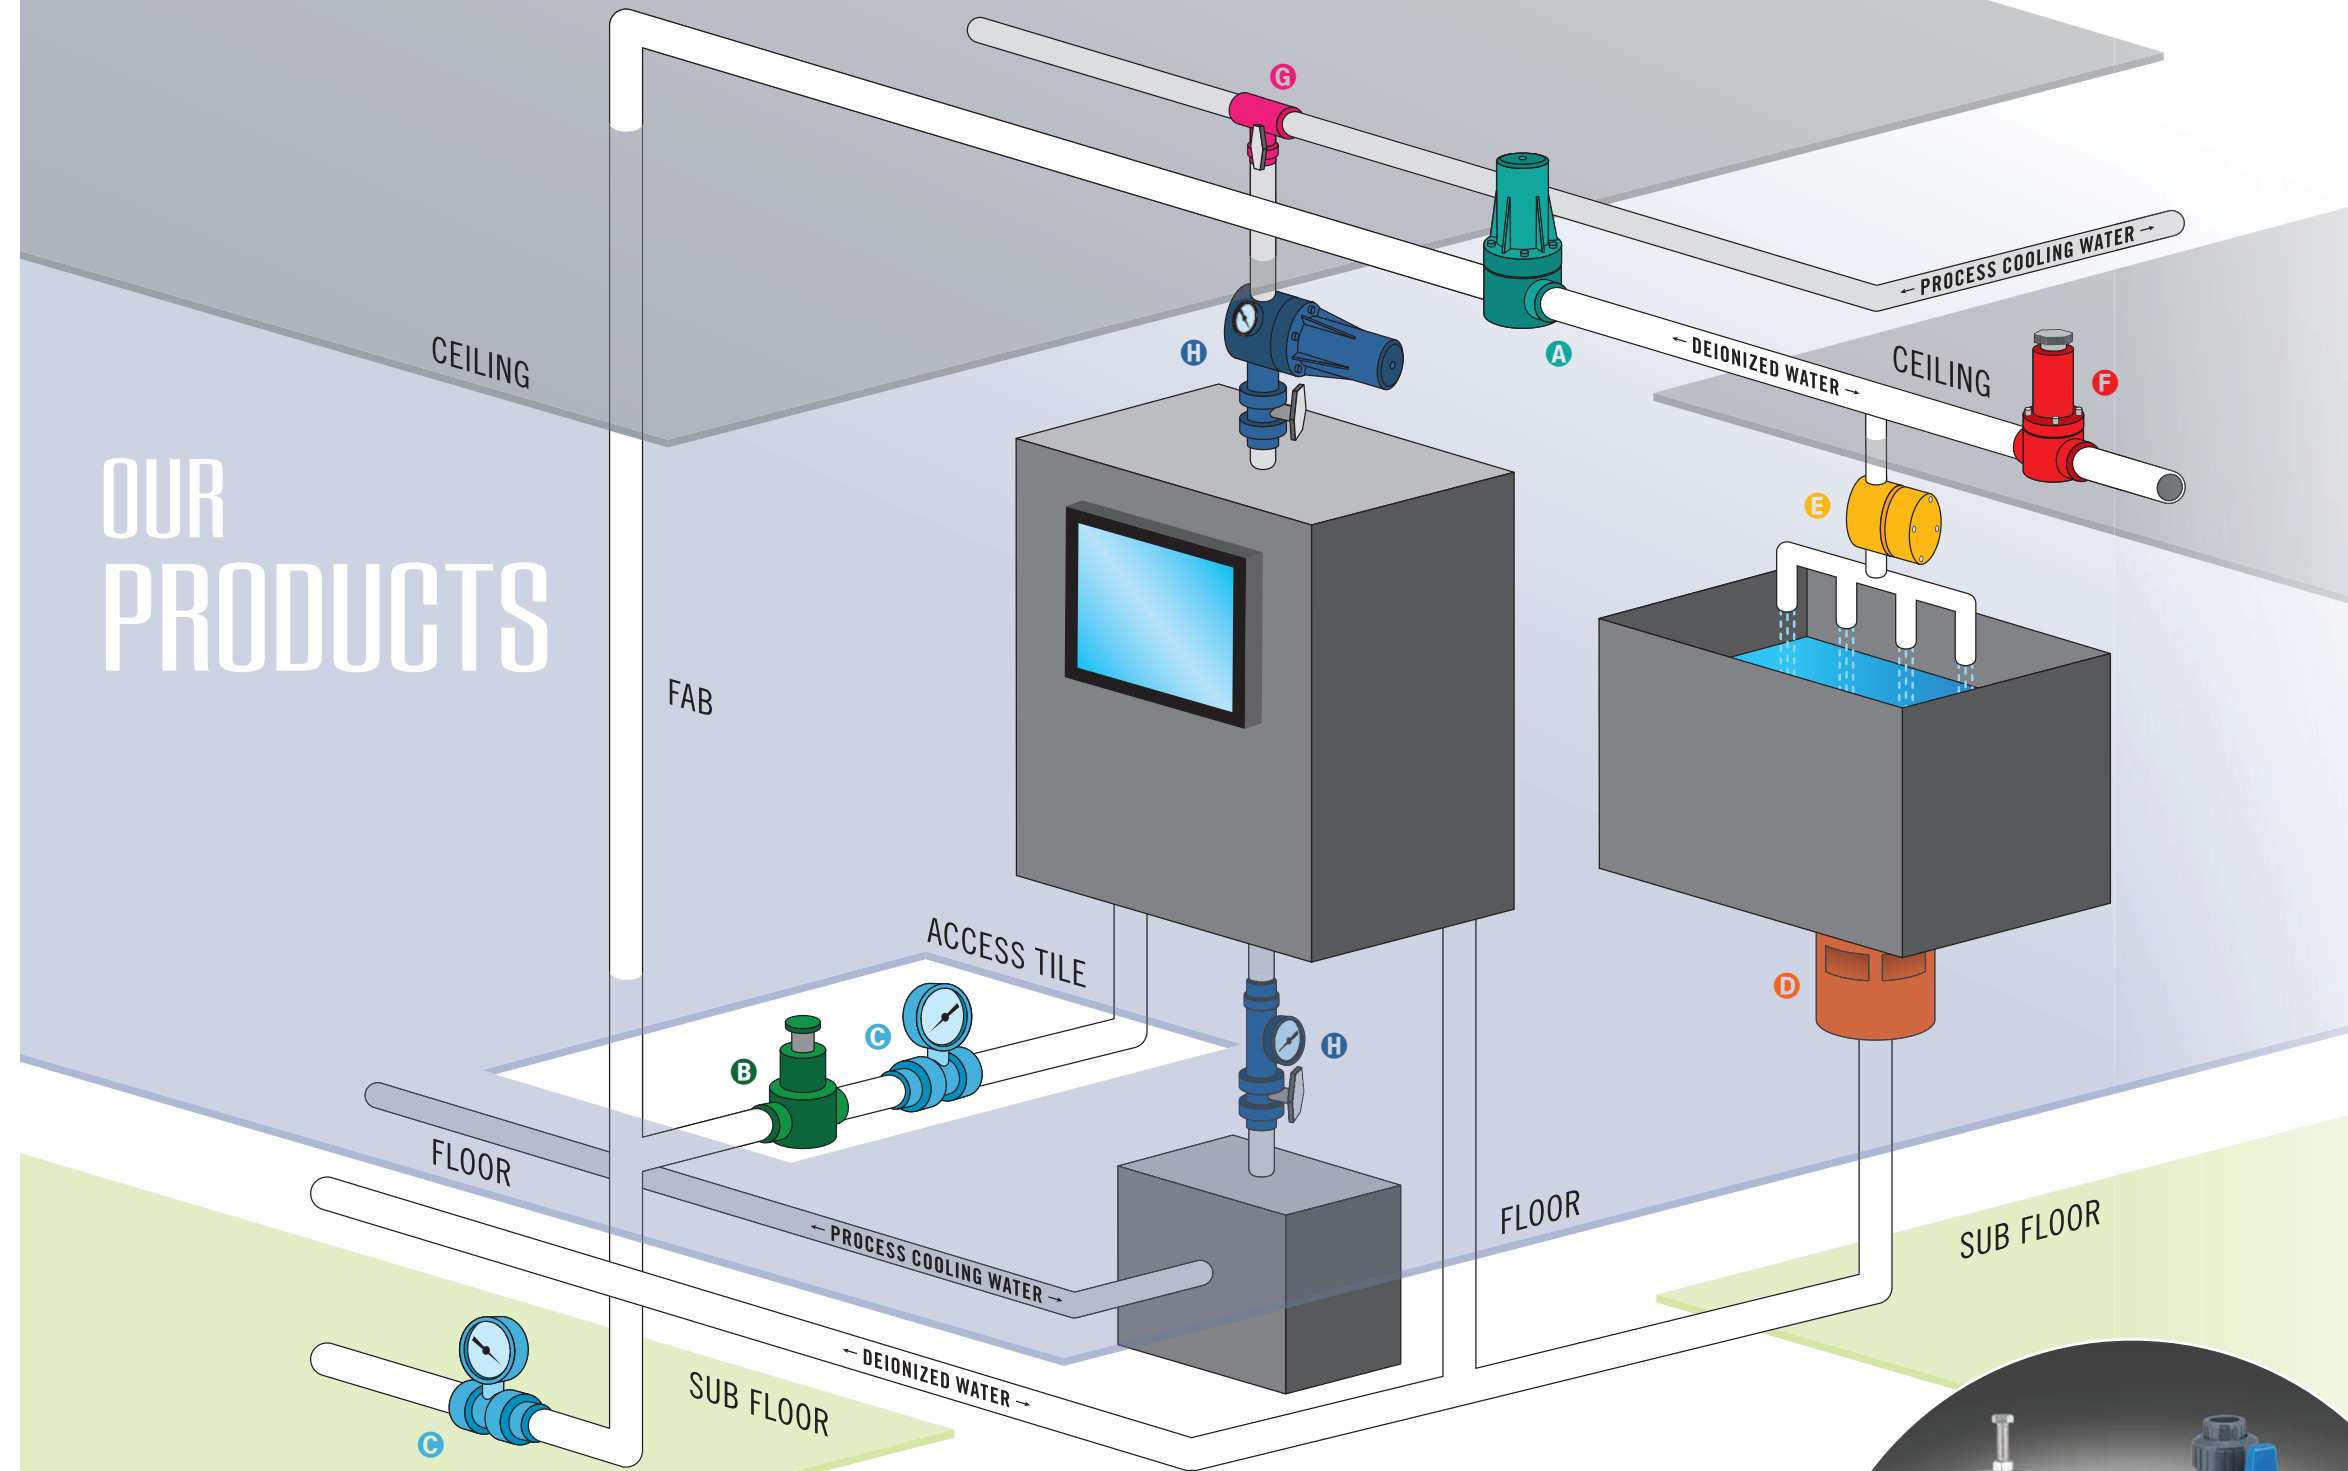 G
← PROCESS COOLING WATER →
A
H
← DEIONIZED WATER →
CEILING
CEILING
F
OUR
PRODUCTS
E
FAB
ACCESS TILE
D
C
H
B
FLOOR
← PROCESS COOLING WATER →
FLOOR
SUB FLOOR
← DEIONIZED WATER →
SUB FLOOR
C